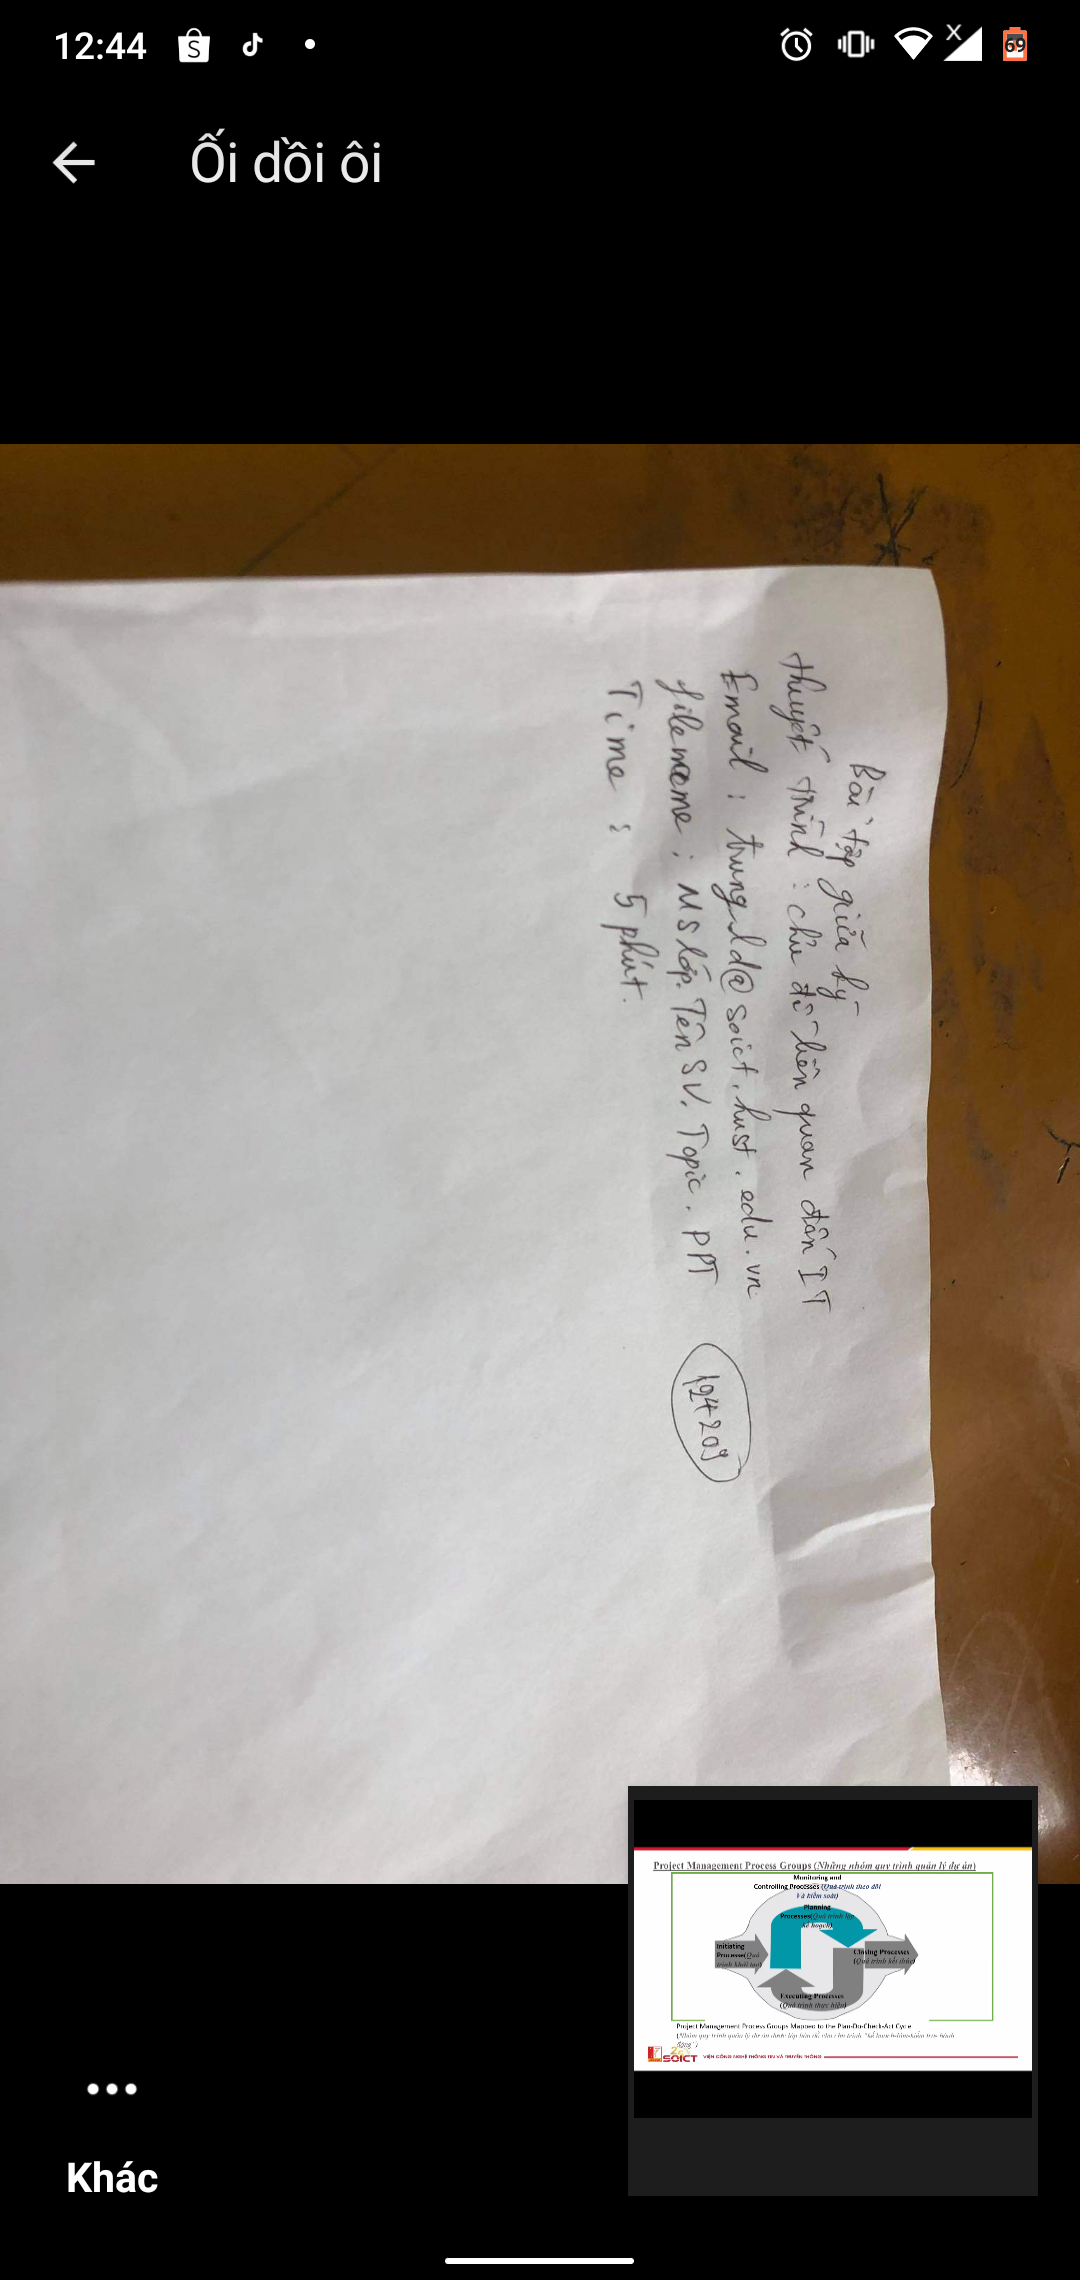 12:44
69
Ối dồi ôi
Bài tập giữa kỳ
Thuyết trình : chủ đề liên quan đến IT
Email : trungld@soict.hust.edu.vn
filename : MS lớp. Tên SV. Topic. PPT
Time : 5 phút.
Project Management Process Groups (Những nhóm quy trình quản lý dự án)
Monitoring and
Controlling Processes (Quá trình theo dõi
và kiểm soát)
Planning
Processes(Quá trình lập
kế hoạch)
Initiating
Processes(Quá
trình khởi tạo)
Closing Processes
(Quá trình kết thúc)
Executing Processes
(Quá trình thực hiện)
Project Management Process Groups Mapped to the Plan-Do-Check-Act Cycle
SOICT VIỆN CÔNG NGHỆ THÔNG TIN VÀ TRUYỀN THÔNG
Khác